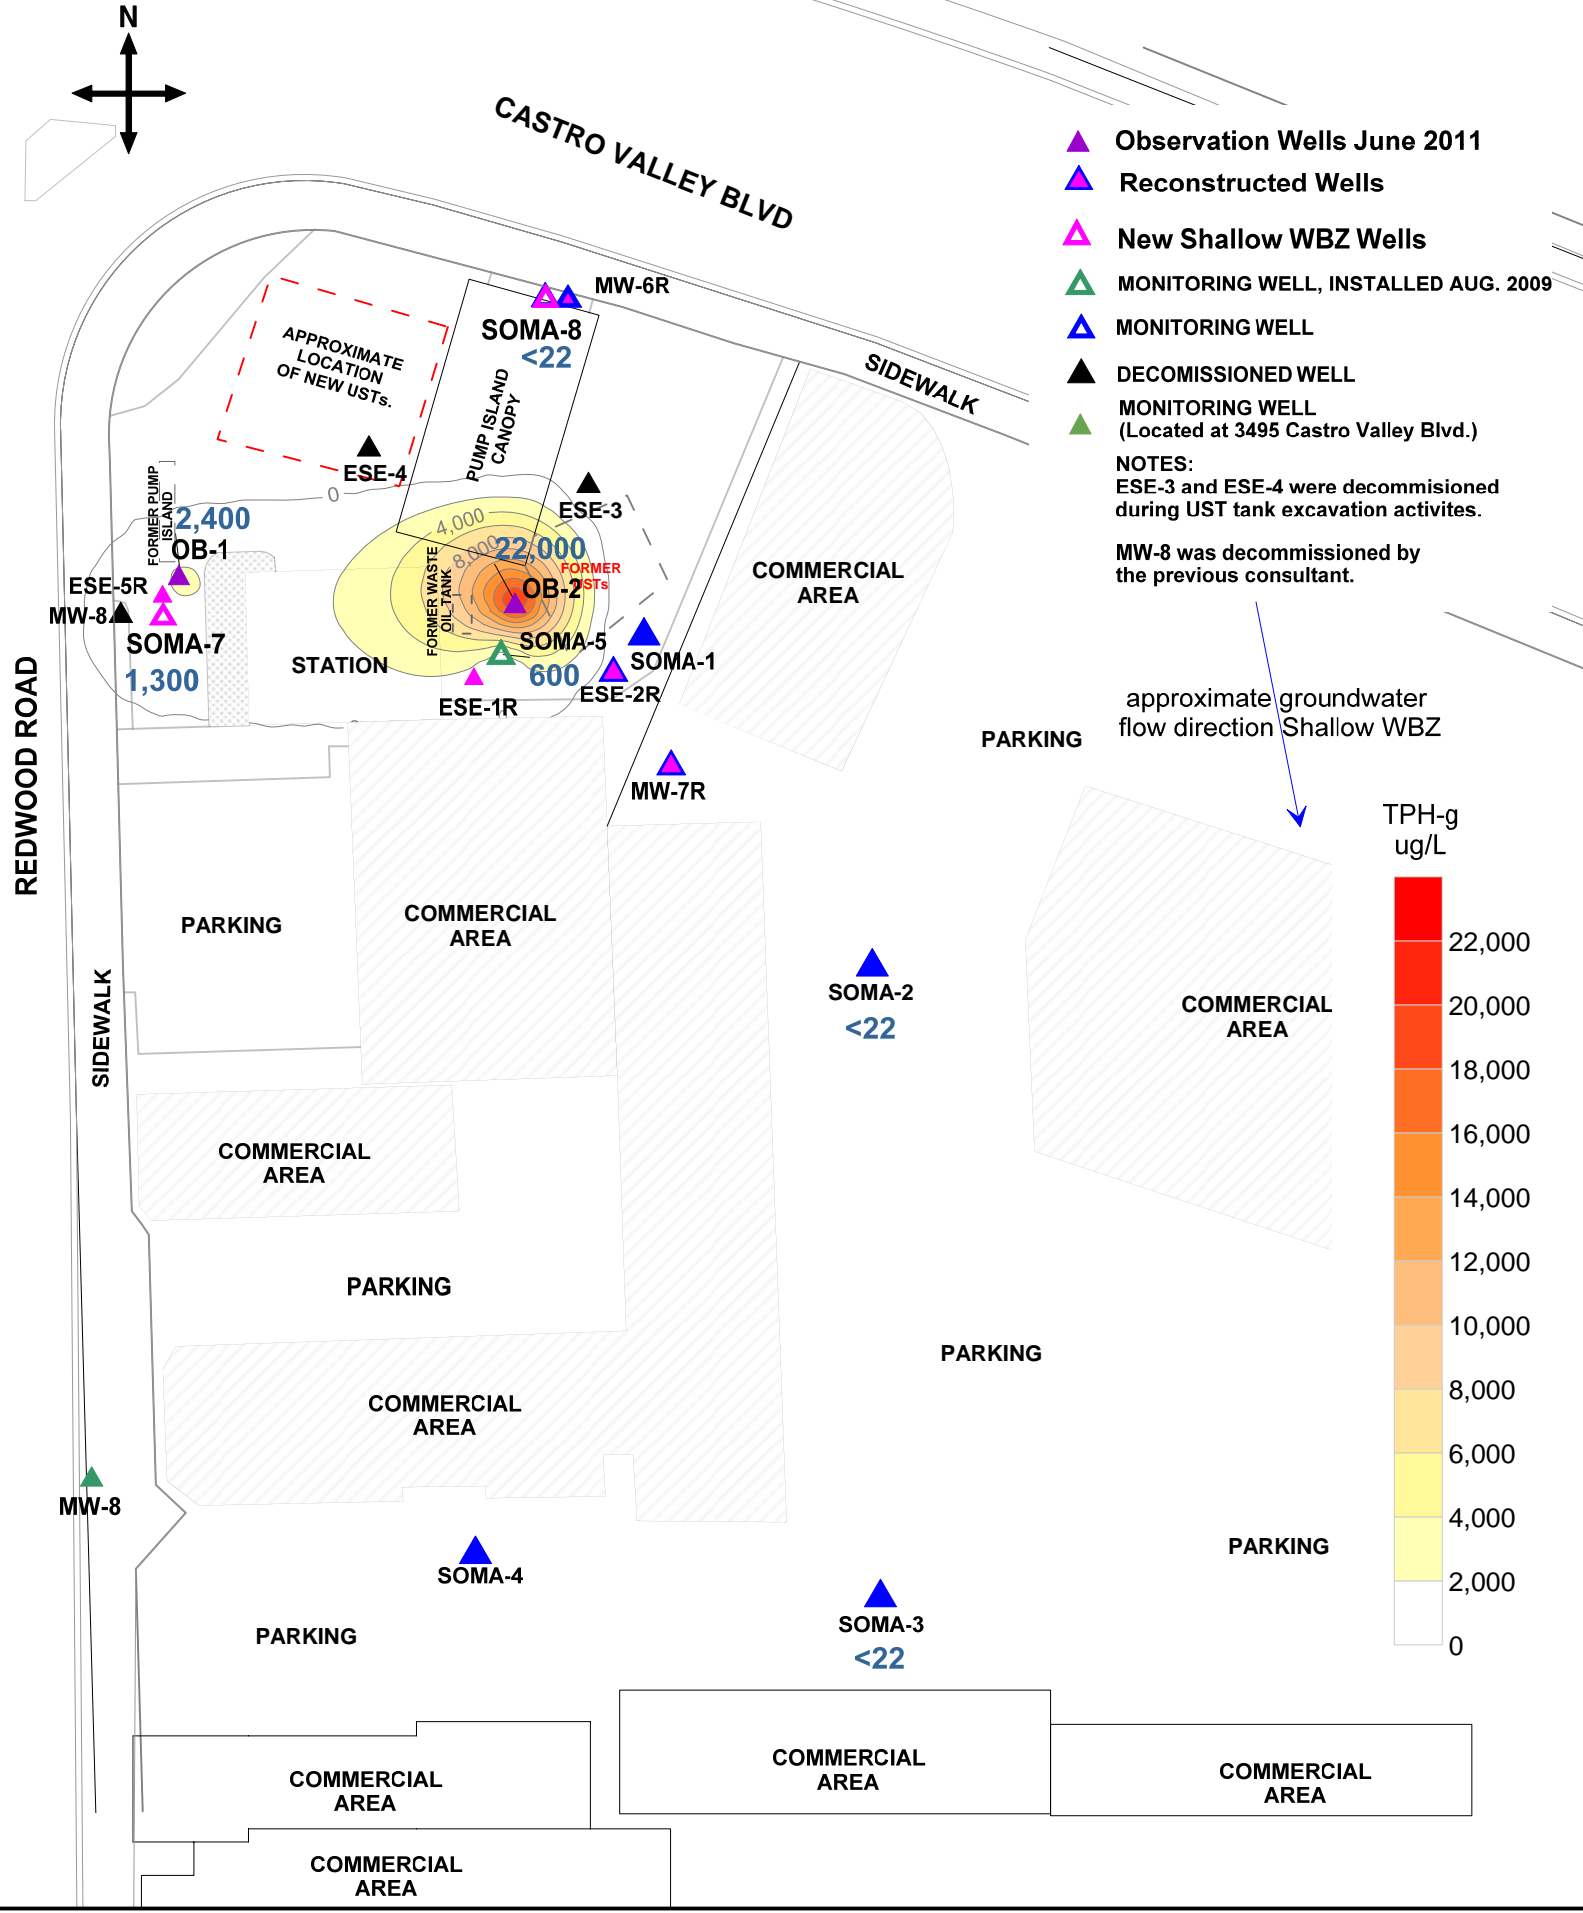 N
CASTRO VALLEY BLVD
Observation Wells June 2011
Reconstructed Wells
New Shallow WBZ Wells
MONITORING WELL, INSTALLED AUG. 2009
MONITORING WELL
DECOMISSIONED WELL
MONITORING WELL
(Located at 3495 Castro Valley Blvd.)
NOTES:
ESE-3 and ESE-4 were decommisioned
during UST tank excavation activites.
MW-8 was decommissioned by
the previous consultant.
approximate groundwater
flow direction Shallow WBZ
MW-6R
SOMA-8
<22
APPROXIMATE
LOCATION
OF NEW USTs.
PUMP ISLAND
CANOPY
SIDEWALK
ESE-4
ESE-3
0
4,000
8,000
FORMER PUMP
ISLAND
2,400
OB-1
ESE-5R
MW-8
SOMA-7
1,300
22,000
FORMER
USTs
OB-2
FORMER WASTE
OIL TANK
SOMA-5
600
STATION
ESE-1R
SOMA-1
ESE-2R
COMMERCIAL
AREA
PARKING
MW-7R
REDWOOD ROAD
PARKING
COMMERCIAL
AREA
SOMA-2
<22
COMMERCIAL
AREA
SIDEWALK
COMMERCIAL
AREA
PARKING
PARKING
COMMERCIAL
AREA
MW-8
SOMA-4
PARKING
SOMA-3
<22
PARKING
COMMERCIAL
AREA
COMMERCIAL
AREA
COMMERCIAL
AREA
COMMERCIAL
AREA
TPH-g
ug/L
22,000
20,000
18,000
16,000
14,000
12,000
10,000
8,000
6,000
4,000
2,000
0